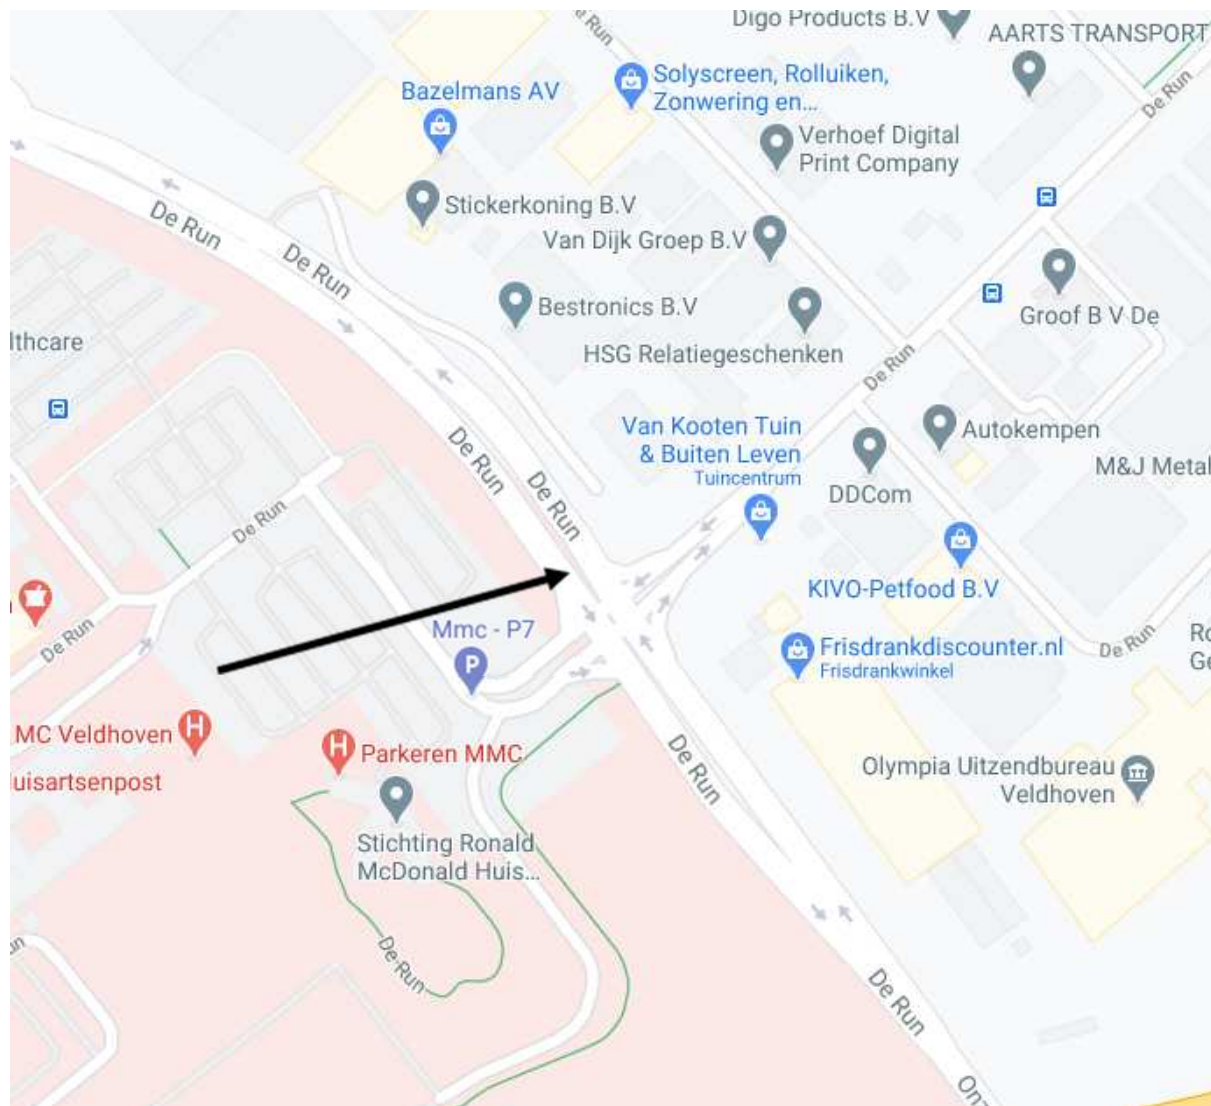 a Run
Digo Products B.V
AARTS TRANSPORT
Solyscreen, Rolluiken,
Zonwering en...
Bazelmans AV
De Run
Verhoef Digital
Print Company
De Run
Stickerkoning B.V
Van Dijk Groep B.V
De Run
Bestronics B.V
Groof B V De
lthcare
HSG Relatiegeschenken
De Run
Van Kooten Tuin
& Buiten Leven
Tuincentrum
Autokempen
De Run
M&J Metal
DDCom
De Run
De Run
KIVO-Petfood B.V
De Run
Mmc - P7
P
Frisdrankdiscounter.nl
Frisdrankwinkel
De Run
Ro
Ge
H
MC Veldhoven
H
Parkeren MMC
uisartsenpost
De Run
Olympia Uitzendbureau
Veldhoven
Stichting Ronald
McDonald Huis...
De Run
un
De Run